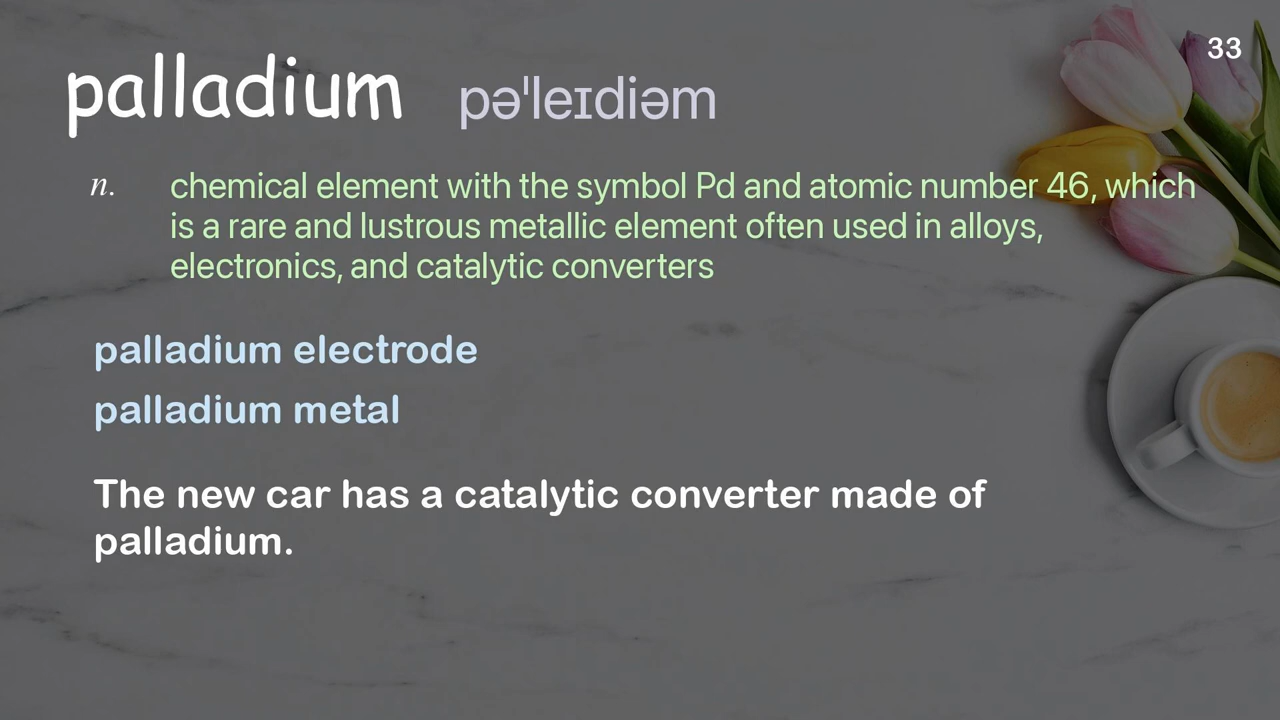 33
palladium pəˈleɪdiəm
n. chemical element with the symbol Pd and atomic number 46, which
is a rare and lustrous metallic element often used in alloys,
electronics, and catalytic converters
palladium electrode
palladium metal
The new car has a catalytic converter made of
palladium.